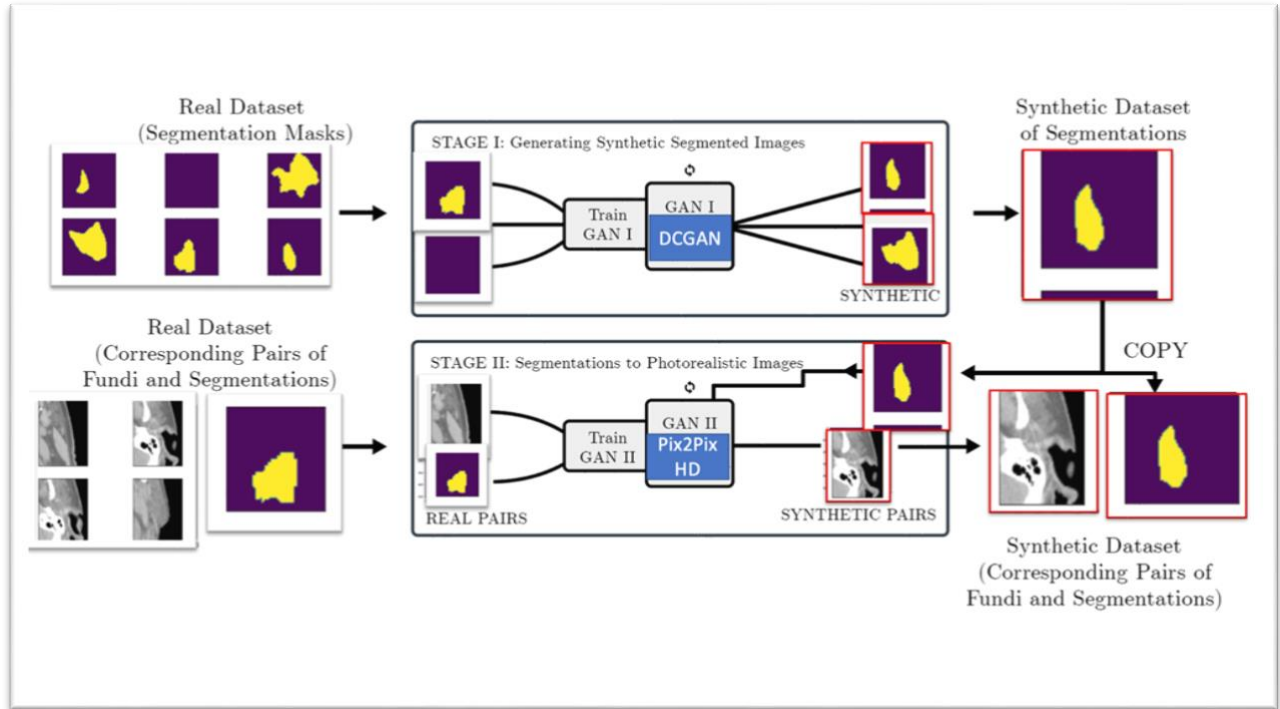 Real Dataset
(Segmentation Masks)
STAGE I: Generating Synthetic Segmented Images
Train
GAN I
GAN I
DCGAN
SYNTHETIC
Synthetic Dataset
of Segmentations
Real Dataset
(Corresponding Pairs of
Fundi and Segmentations)
STAGE II: Segmentations to Photorealistic Images
REAL PAIRS
Train
GAN II
GAN II
Pix2Pix
HD
SYNTHETIC PAIRS
COPY
Synthetic Dataset
(Corresponding Pairs of
Fundi and Segmentations)